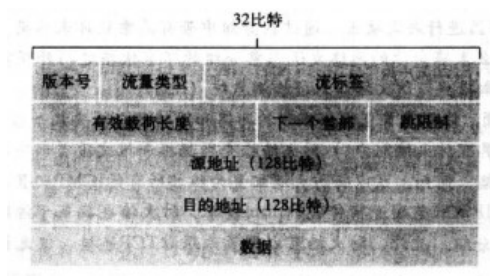 32比特
版本号 流量类型 流标签
有效载荷长度 下一个首部 跳限制
源地址（128比特）
目的地址（128比特）
数据